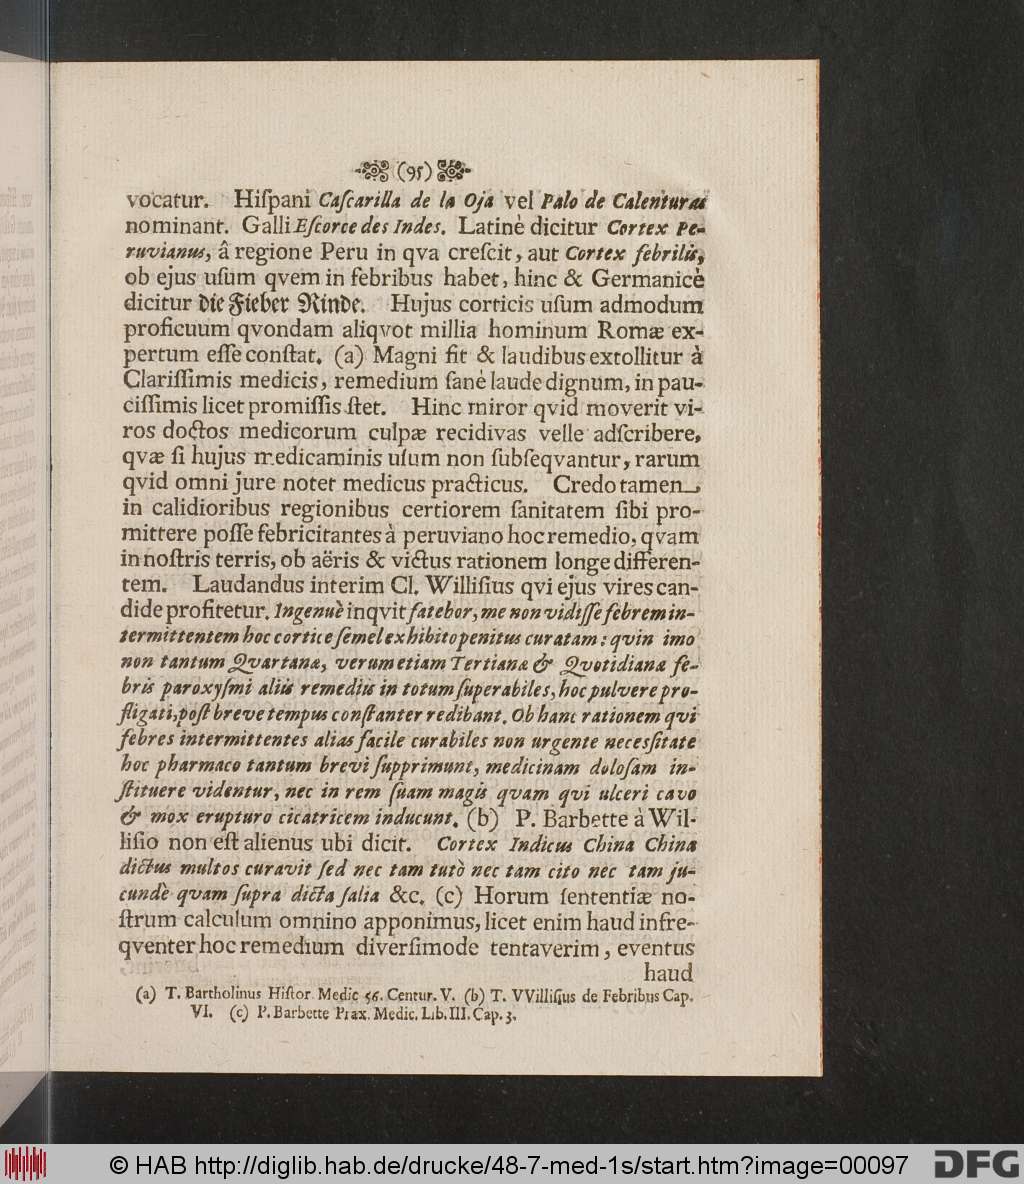 (95)
vocatur. Hiſpani Caſcarilla de la Oja vel Palo de Calenturas
nominant. Galli Eſcorce des Indes. Latinè dicitur Cortex Pe-
ruvianus, â regione Peru in qva creſcit, aut Cortex febrilis,
ob ejus uſum qvem in febribus habet, hinc & Germanicè
dicitur die Fieber Rinde. Hujus corticis uſum admodum
proficuum qvondam aliqvot millia hominum Romæ ex-
pertum eſſe conſtat. (a) Magni fit & laudibus extollitur à
Clariſſimis medicis, remedium ſanè laude dignum, in pau-
ciſſimis licet promiſſis ſtet. Hinc miror qvid moverit vi-
ros doctos medicorum culpæ recidivas velle adſcribere,
qvæ ſi hujus medicaminis uſum non ſubſeqvantur, rarum
qvid omni jure notet medicus practicus. Credo tamen
in calidioribus regionibus certiorem ſanitatem ſibi pro-
mittere poſſe febricitantes à peruviano hoc remedio, qvam
in noſtris terris, ob aëris & victus rationem longe differen-
tem. Laudandus interim Cl. Williſius qvi ejus vires can-
dide profitetur. Ingenuè inqvit fatebor, me non vidiſſe febrem in-
termittentem hoc cortice ſemel exhibito penitus curatam: qvin imo
non tantum Qvartanæ, verum etiam Tertianæ & Qvotidianæ fe-
bris paroxyſmi aliis remediis in totum ſuperabiles, hoc pulvere pro-
fligati, poſt breve tempus conſtanter redibant. Ob hanc rationem qvi
febres intermittentes alias facile curabiles non urgente neceſſitate
hoc pharmaco tantum brevi ſupprimunt, medicinam doloſam in-
ſtituere videntur, nec in rem ſuam magis qvam qvi ulceri cavo
& mox erupturo cicatricem inducunt. (b) P. Barbette à Wil-
liſio non eſt alienus ubi dicit. Cortex Indicus China China
dictus multos curavit ſed nec tam tutò nec tam cito nec tam ju-
cundè qvam ſupra dicta ſalia &c. (c) Horum ſententiæ no-
ſtrum calculum omnino apponimus, licet enim haud infre-
qventer hoc remedium diverſimode tentaverim, eventus
haud
(a) T. Bartholinus Hiſtor. Medic 56. Centur. V. (b) T. VVilliſius de Febribus Cap.
VI. (c) P. Barbette Prax. Medic. Lib. III. Cap. 3.
© HAB http://diglib.hab.de/drucke/48-7-med-1s/start.htm?image=00097
DFG